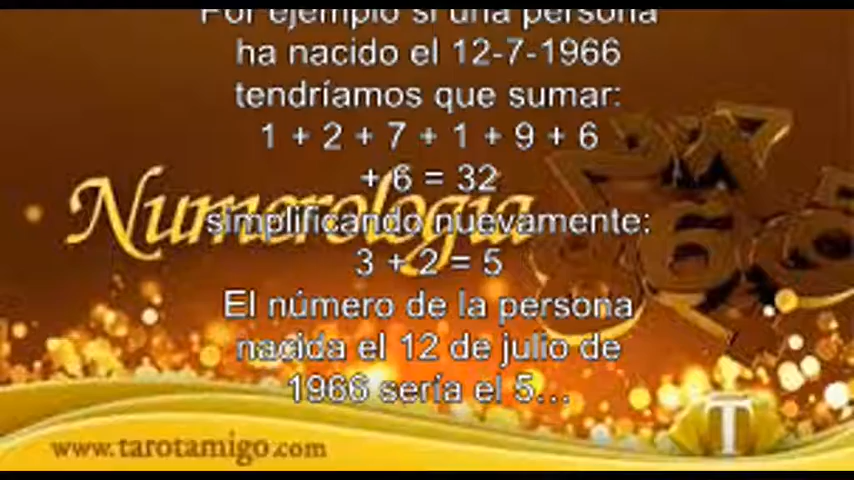 Por ejemplo si una persona
ha nacido el 12-7-1966
tendríamos que sumar:
1 + 2 + 7 + 1 + 9 + 6
+ 6 = 32
Numerología
simplificando nuevamente:
3 + 2 = 5
El número de la persona
nacida el 12 de julio de
1966 sería el 5...
www.tarotamigo.com
T
6